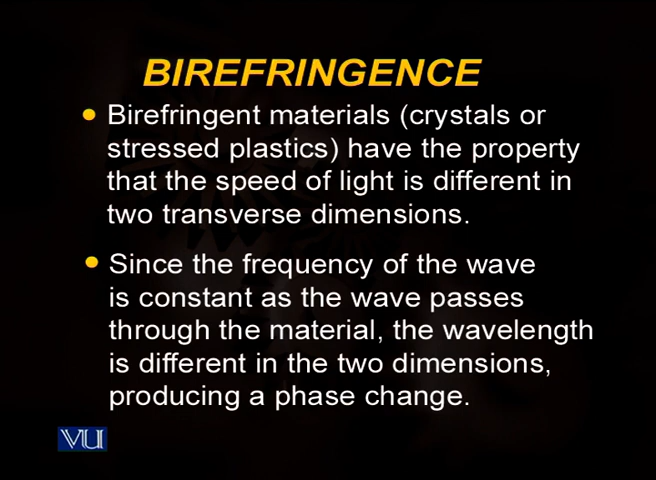 BIREFRINGENCE
Birefringent materials (crystals or
stressed plastics) have the property
that the speed of light is different in
two transverse dimensions.
Since the frequency of the wave
is constant as the wave passes
through the material, the wavelength
is different in the two dimensions,
producing a phase change.
VU